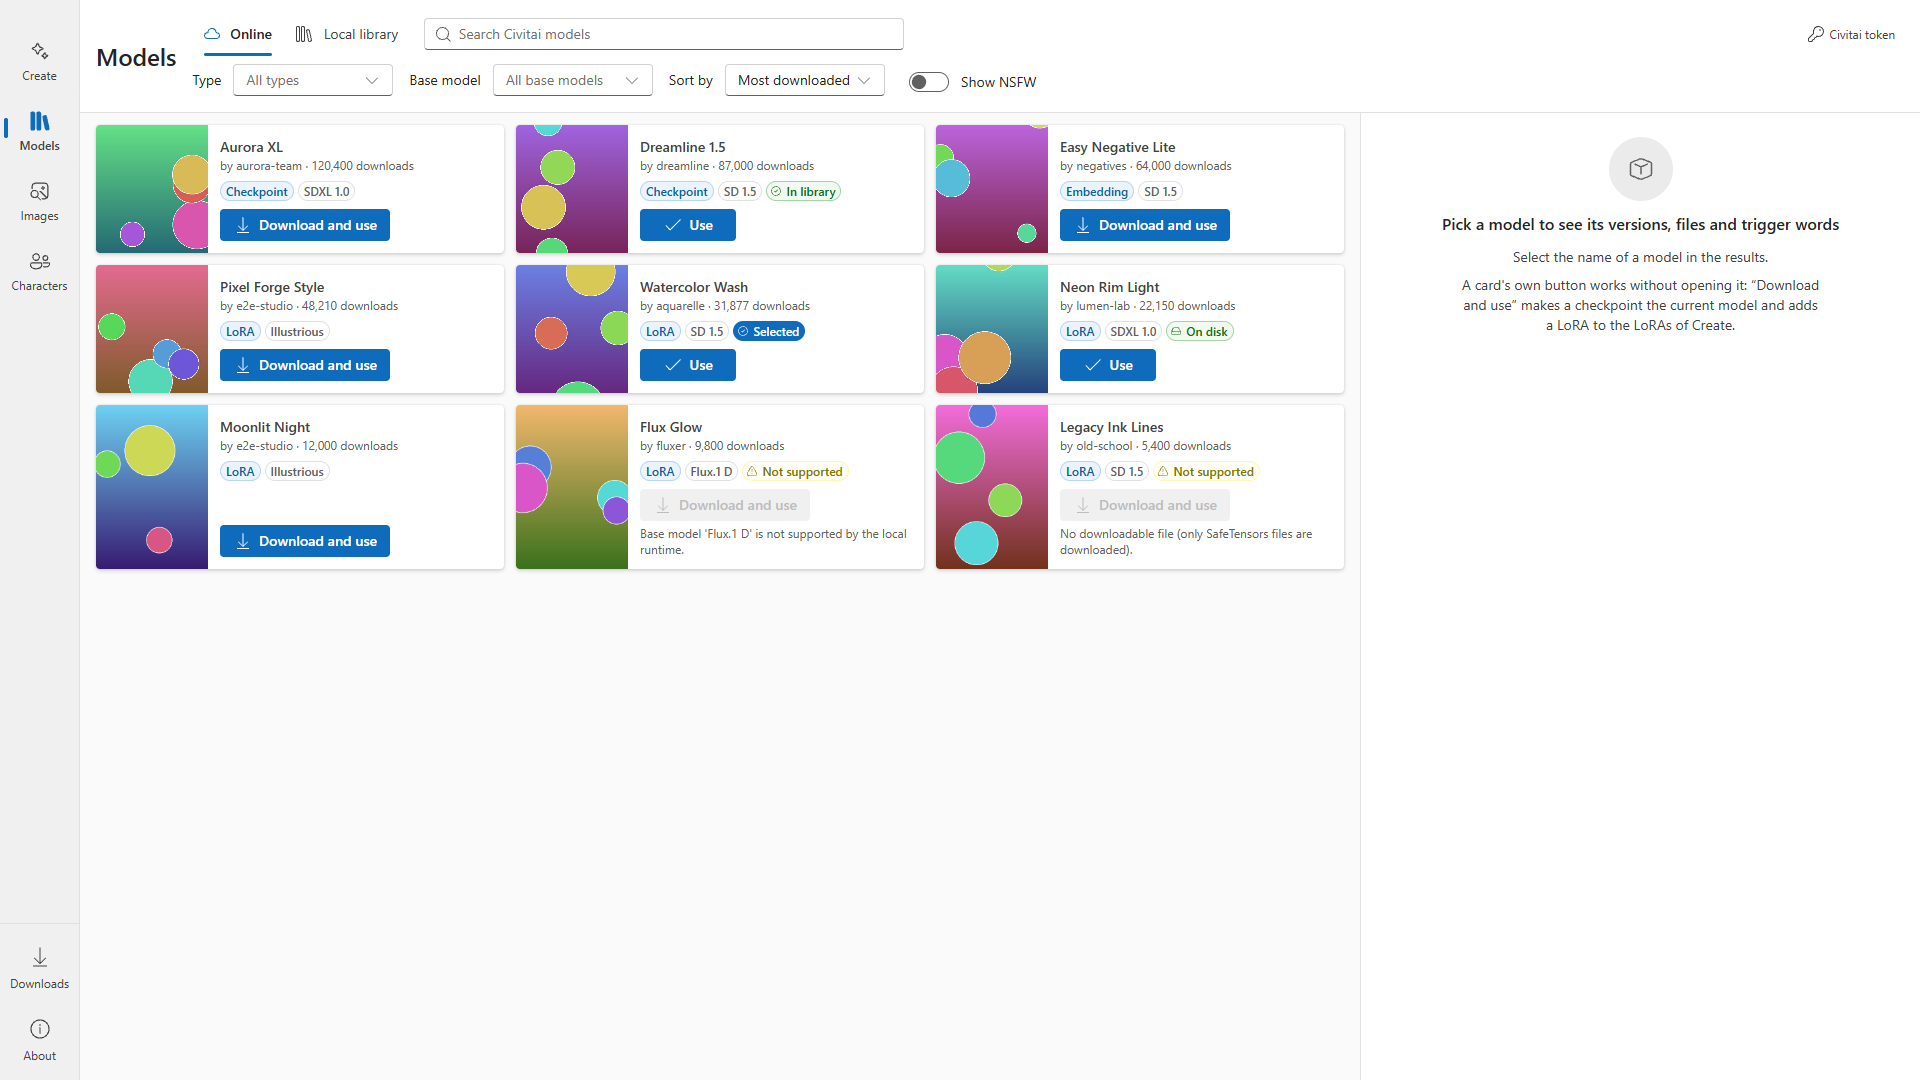 Create
Models
Images
Characters
Downloads
About
Models
Online
Local library
Search Civitai models
Civitai token
Type
All types
Base model
All base models
Sort by
Most downloaded
Show NSFW
Aurora XL
by aurora-team · 120,400 downloads
Checkpoint SDXL 1.0
Download and use
Dreamline 1.5
by dreamline · 87,000 downloads
Checkpoint SD 1.5 In library
Use
Easy Negative Lite
by negatives · 64,000 downloads
Embedding SD 1.5
Download and use
Pixel Forge Style
by e2e-studio · 48,210 downloads
LoRA Illustrious
Download and use
Watercolor Wash
by aquarelle · 31,877 downloads
LoRA SD 1.5 Selected
Use
Neon Rim Light
by lumen-lab · 22,150 downloads
LoRA SDXL 1.0 On disk
Use
Moonlit Night
by e2e-studio · 12,000 downloads
LoRA Illustrious
Download and use
Flux Glow
by fluxer · 9,800 downloads
LoRA Flux.1 D Not supported
Download and use
Base model 'Flux.1 D' is not supported by the local
runtime.
Legacy Ink Lines
by old-school · 5,400 downloads
LoRA SD 1.5 Not supported
Download and use
No downloadable file (only SafeTensors files are
downloaded).
Pick a model to see its versions, files and trigger words
Select the name of a model in the results.
A card's own button works without opening it: “Download
and use” makes a checkpoint the current model and adds
a LoRA to the LoRAs of Create.